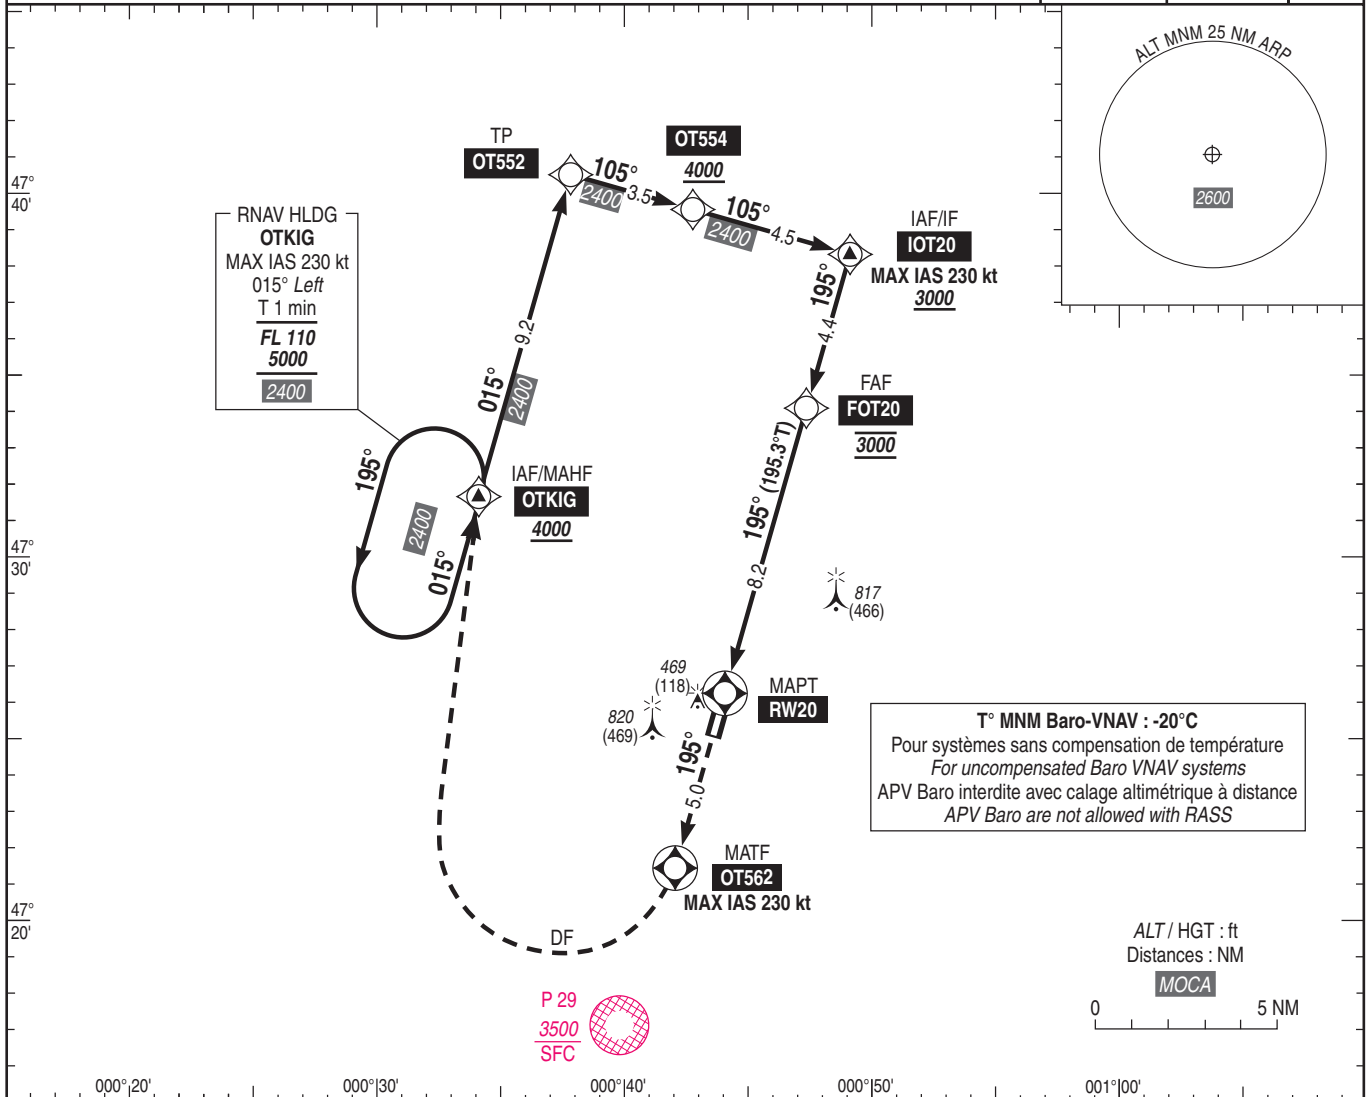 ALT MNM 25 NM ARP
2600
TP
OT552
OT554
4000
105°
2400
3.5
105°
2400
4.5
IAF/IF
IOT20
MAX IAS 230 kt
3000
47°
40'
RNAV HLDG
OTKIG
MAX IAS 230 kt
015° Left
T 1 min
FL 110
5000
2400
9.2
015°
2400
195°
4.4
FAF
FOT20
3000
195°
2400
015°
IAF/MAHF
OTKIG
4000
195° (195.3°T)
8.2
47°
30'
817
(466)
469
(118)
820
(469)
MAPT
RW20
195°
5.0
T° MNM Baro-VNAV : -20°C
Pour systèmes sans compensation de température
For uncompensated Baro VNAV systems
APV Baro interdite avec calage altimétrique à distance
APV Baro are not allowed with RASS
MATF
OT562
MAX IAS 230 kt
47°
20'
DF
ALT / HGT : ft
Distances : NM
MOCA
0 5 NM
P 29
3500
SFC
000°20' 000°30' 000°40' 000°50' 001°00'